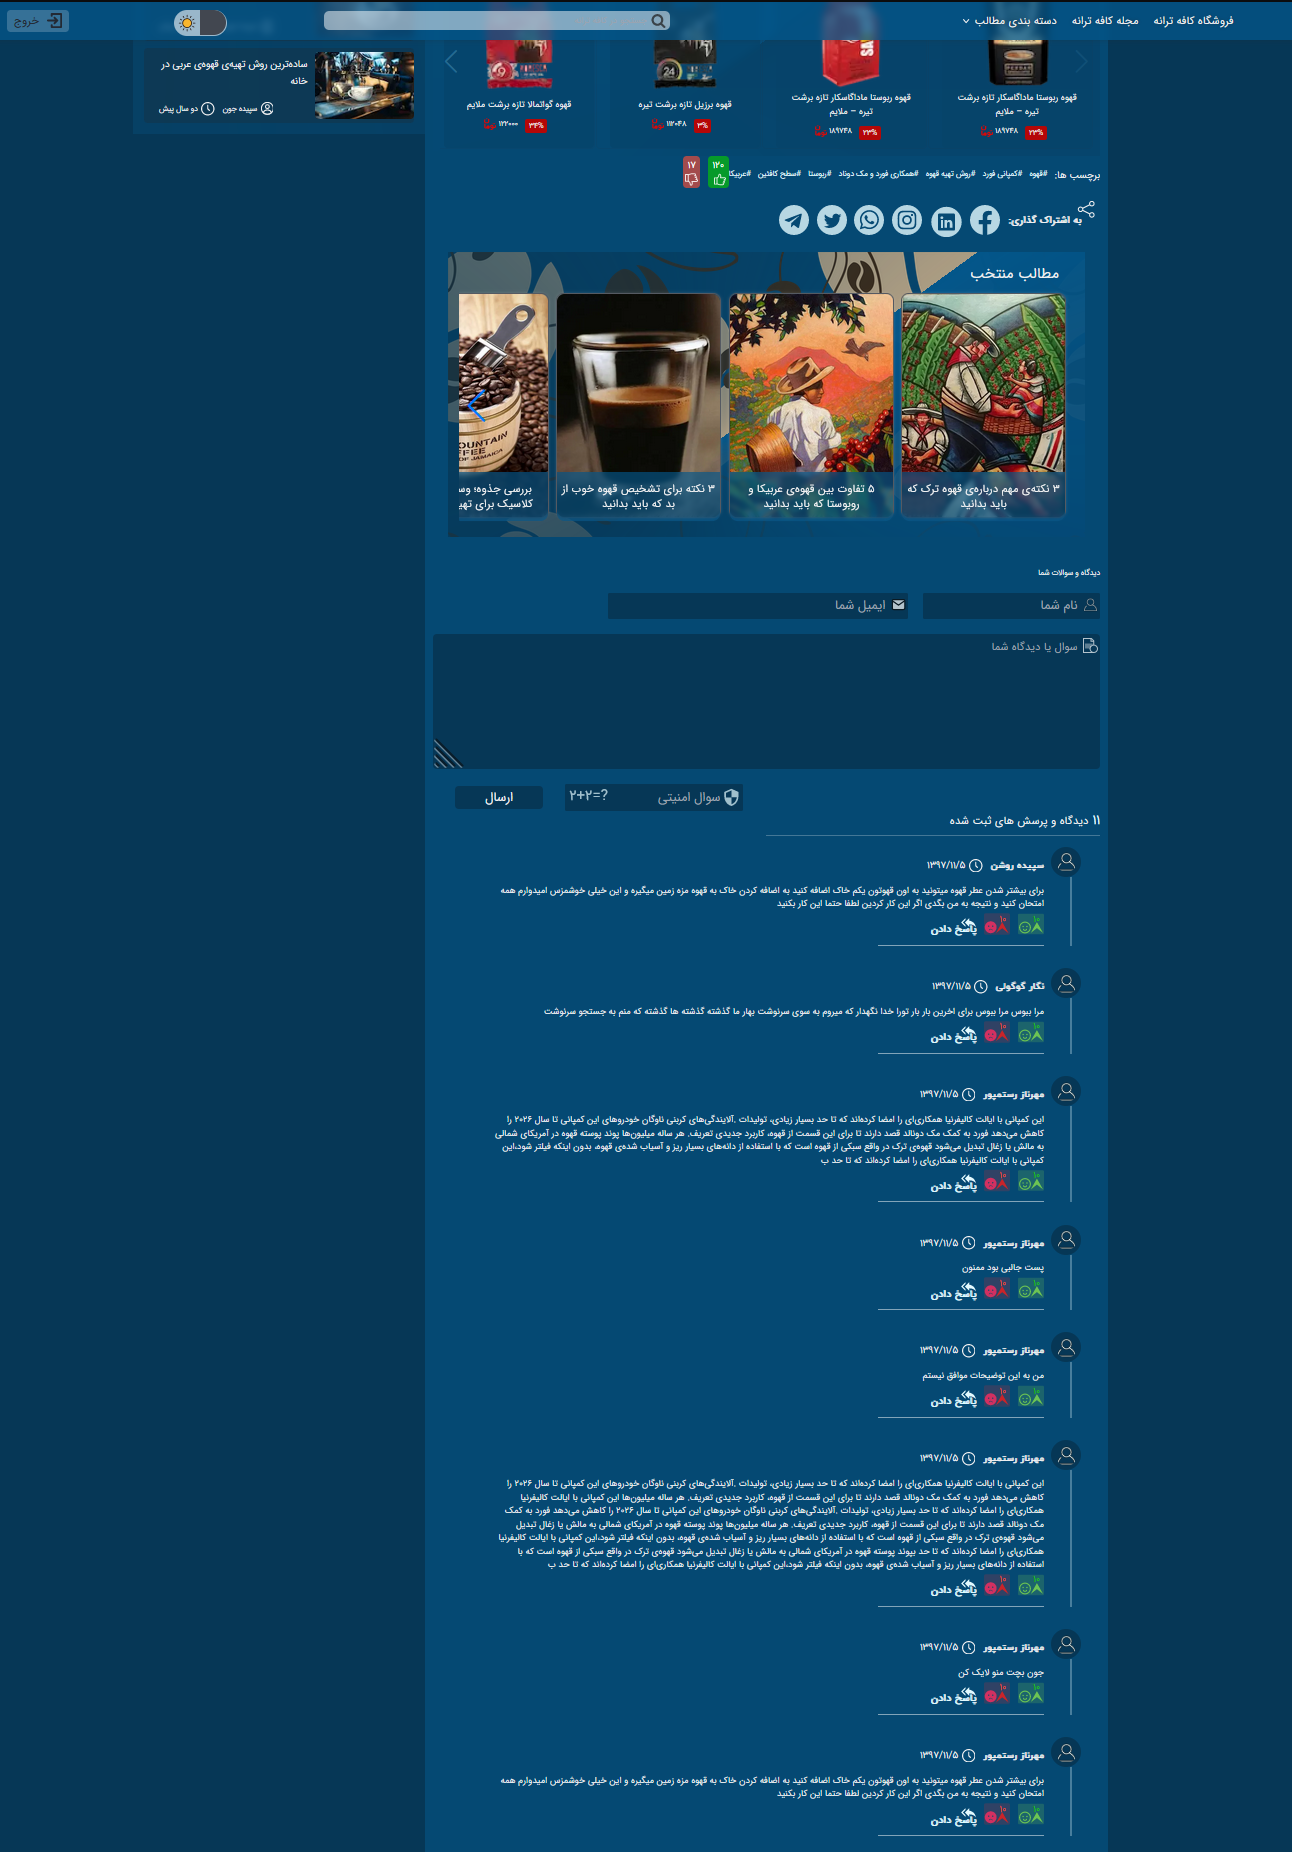 فروشگاه کافه ترانه
مجله کافه ترانه
دسته بندی مطالب
خروج
ساده‌ترین روش تهیه‌ی قهوه‌ی عربی در
خانه
سپیده جون
دو سال پیش
قهوه ربوستا ماداگاسکار تازه برشت
تیره – ملایم
۲۳%
۱۸۹۷۴۸
قهوه ربوستا ماداگاسکار تازه برشت
تیره – ملایم
۲۳%
۱۸۹۷۴۸
قهوه برزیل تازه برشت تیره
۳%
۱۱۲۰۴۸
قهوه گواتمالا تازه برشت ملایم
۳۴%
۱۲۲۰۰۰
برچسب ها: #قهوه #کمپانی فورد #روش تهیه قهوه #همکاری فورد و مک دوناد #ربوستا #سطح کافئین #عربیکا
۱۲۰
۱۷
به اشتراک گذاری:
مطالب منتخب
۳ نکته‌ی مهم درباره‌ی قهوه ترک که
باید بدانید
۵ تفاوت بین قهوه‌ی عربیکا و
روبوستا که باید بدانید
۳ نکته برای تشخیص قهوه خوب از
بد که باید بدانید
بررسی جذوه؛ وس
کلاسیک برای تهی
دیدگاه و سوالات شما
نام شما
ایمیل شما
سوال یا دیدگاه شما
سوال امنیتی
۲+۲=?
ارسال
۱۱ دیدگاه و پرسش های ثبت شده
سپیده روشن ۱۳۹۷/۱۱/۵
برای بیشتر شدن عطر قهوه میتونید به اون قهوتون یکم خاک اضافه کنید به اضافه کردن خاک به قهوه مزه زمین میگیره و این خیلی خوشمزس امیدوارم همه
امتحان کنید و نتیجه به من بگدی اگر این کار کردین لطفا حتما این کار بکنید
۱۰
۱۰
پاسخ دادن
نگار گوگولی ۱۳۹۷/۱۱/۵
مرا ببوس مرا ببوس برای اخرین بار بار تورا خدا نگهدار که میروم به سوی سرنوشت بهار ما گذشته گذشته ها گذشته که منم به جستجو سرنوشت
۱۰
۱۰
پاسخ دادن
مهرناز رستمپور ۱۳۹۷/۱۱/۵
این کمپانی با ایالت کالیفرنیا همکاری‌ای را امضا کرده‌اند که تا حد بسیار زیادی، تولیدات .آلایندگی‌های کربنی ناوگان خودروهای این کمپانی تا سال ۲۰۲۶ را
کاهش می‌دهد فورد به کمک مک دونالد قصد دارند تا برای این قسمت از قهوه، کاربرد جدیدی تعریف. هر ساله میلیون‌ها پوند پوسته قهوه در آمریکای شمالی
به مالش یا زغال تبدیل می‌شود قهوه‌ی ترک در واقع سبکی از قهوه است که با استفاده از دانه‌های بسیار ریز و آسیاب شده‌ی قهوه، بدون اینکه فیلتر شود،این
کمپانی با ایالت کالیفرنیا همکاری‌ای را امضا کرده‌اند که تا حد ب
۱۰
۱۰
پاسخ دادن
مهرناز رستمپور ۱۳۹۷/۱۱/۵
پست جالبی بود ممنون
۱۰
۱۰
پاسخ دادن
مهرناز رستمپور ۱۳۹۷/۱۱/۵
من به این توضیحات موافق نیستم
۱۰
۱۰
پاسخ دادن
مهرناز رستمپور ۱۳۹۷/۱۱/۵
این کمپانی با ایالت کالیفرنیا همکاری‌ای را امضا کرده‌اند که تا حد بسیار زیادی، تولیدات .آلایندگی‌های کربنی ناوگان خودروهای این کمپانی تا سال ۲۰۲۶ را
کاهش می‌دهد فورد به کمک مک دونالد قصد دارند تا برای این قسمت از قهوه، کاربرد جدیدی تعریف. هر ساله میلیون‌ها این کمپانی با ایالت کالیفرنیا
همکاری‌ای را امضا کرده‌اند که تا حد بسیار زیادی، تولیدات .آلایندگی‌های کربنی ناوگان خودروهای این کمپانی تا سال ۲۰۲۶ را کاهش می‌دهد فورد به کمک
مک دونالد قصد دارند تا برای این قسمت از قهوه، کاربرد جدیدی تعریف. هر ساله میلیون‌ها پوند پوسته قهوه در آمریکای شمالی به مالش یا زغال تبدیل
می‌شود قهوه‌ی ترک در واقع سبکی از قهوه است که با استفاده از دانه‌های بسیار ریز و آسیاب شده‌ی قهوه، بدون اینکه فیلتر شود،این کمپانی با ایالت کالیفرنیا
همکاری‌ای را امضا کرده‌اند که تا حد بپوند پوسته قهوه در آمریکای شمالی به مالش یا زغال تبدیل می‌شود قهوه‌ی ترک در واقع سبکی از قهوه است که با
استفاده از دانه‌های بسیار ریز و آسیاب شده‌ی قهوه، بدون اینکه فیلتر شود،این کمپانی با ایالت کالیفرنیا همکاری‌ای را امضا کرده‌اند که تا حد ب
۱۰
۱۰
پاسخ دادن
مهرناز رستمپور ۱۳۹۷/۱۱/۵
جون بچت منو لایک کن
۱۰
۱۰
پاسخ دادن
مهرناز رستمپور ۱۳۹۷/۱۱/۵
برای بیشتر شدن عطر قهوه میتونید به اون قهوتون یکم خاک اضافه کنید به اضافه کردن خاک به قهوه مزه زمین میگیره و این خیلی خوشمزس امیدوارم همه
امتحان کنید و نتیجه به من بگدی اگر این کار کردین لطفا حتما این کار بکنید
۱۰
۱۰
پاسخ دادن